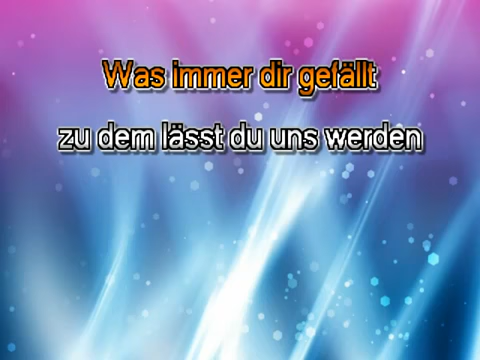 Was immer dir gefällt
zu dem lässt du uns werden